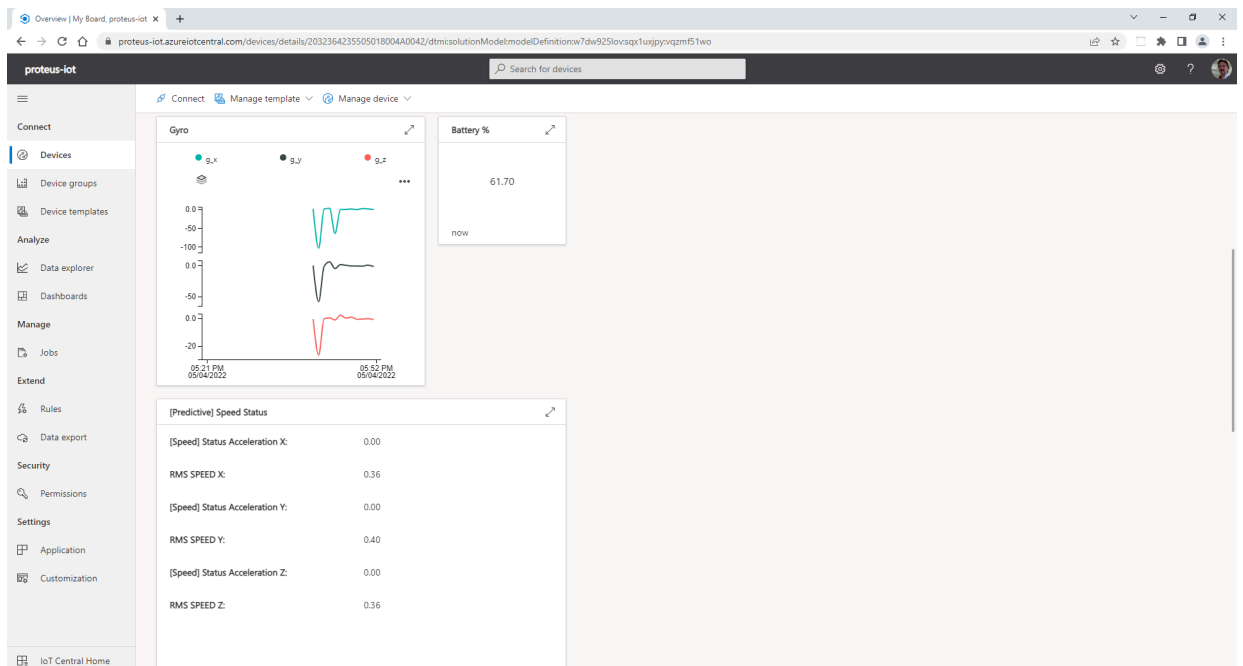 Overview | My Board, proteus-iot
proteus-iot.azureiotcentral.com/devices/details/2032364235505018004A0042/dtmi:solutionModel:modelDefinition:w7dw925lov:sqx1uxjpy:vqzmf51wo
proteus-iot
Search for devices
?
Connect
Manage template
Manage device
Connect
Devices
Device groups
Device templates
Analyze
Data explorer
Dashboards
Manage
Jobs
Extend
Rules
Data export
Security
Permissions
Settings
Application
Customization
IoT Central Home
Gyro
g_x
g_y
g_z
0.0
-50
-100
0.0
-50
0.0
-20
05:21 PM
05/04/2022
05:52 PM
05/04/2022
Battery %
61.70
now
[Predictive] Speed Status
[Speed] Status Acceleration X: 0.00
RMS SPEED X: 0.36
[Speed] Status Acceleration Y: 0.00
RMS SPEED Y: 0.40
[Speed] Status Acceleration Z: 0.00
RMS SPEED Z: 0.36